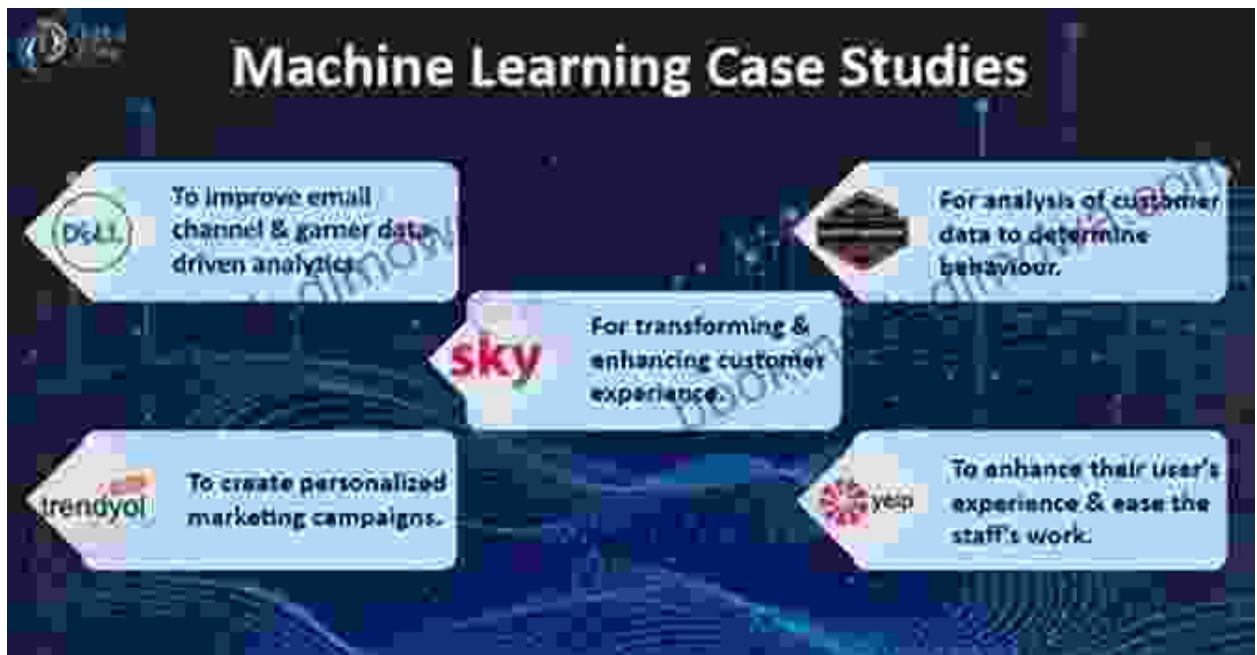 Machine Learning Case Studies
DELL
To improve email
channel & gamer data
driven analytics.
For analysis of customer
data to determine
behaviour.
sky
For transforming &
enhancing customer
experience.
trendyol
To create personalized
marketing campaigns.
yelp
To enhance their user's
experience & ease the
staff's work.